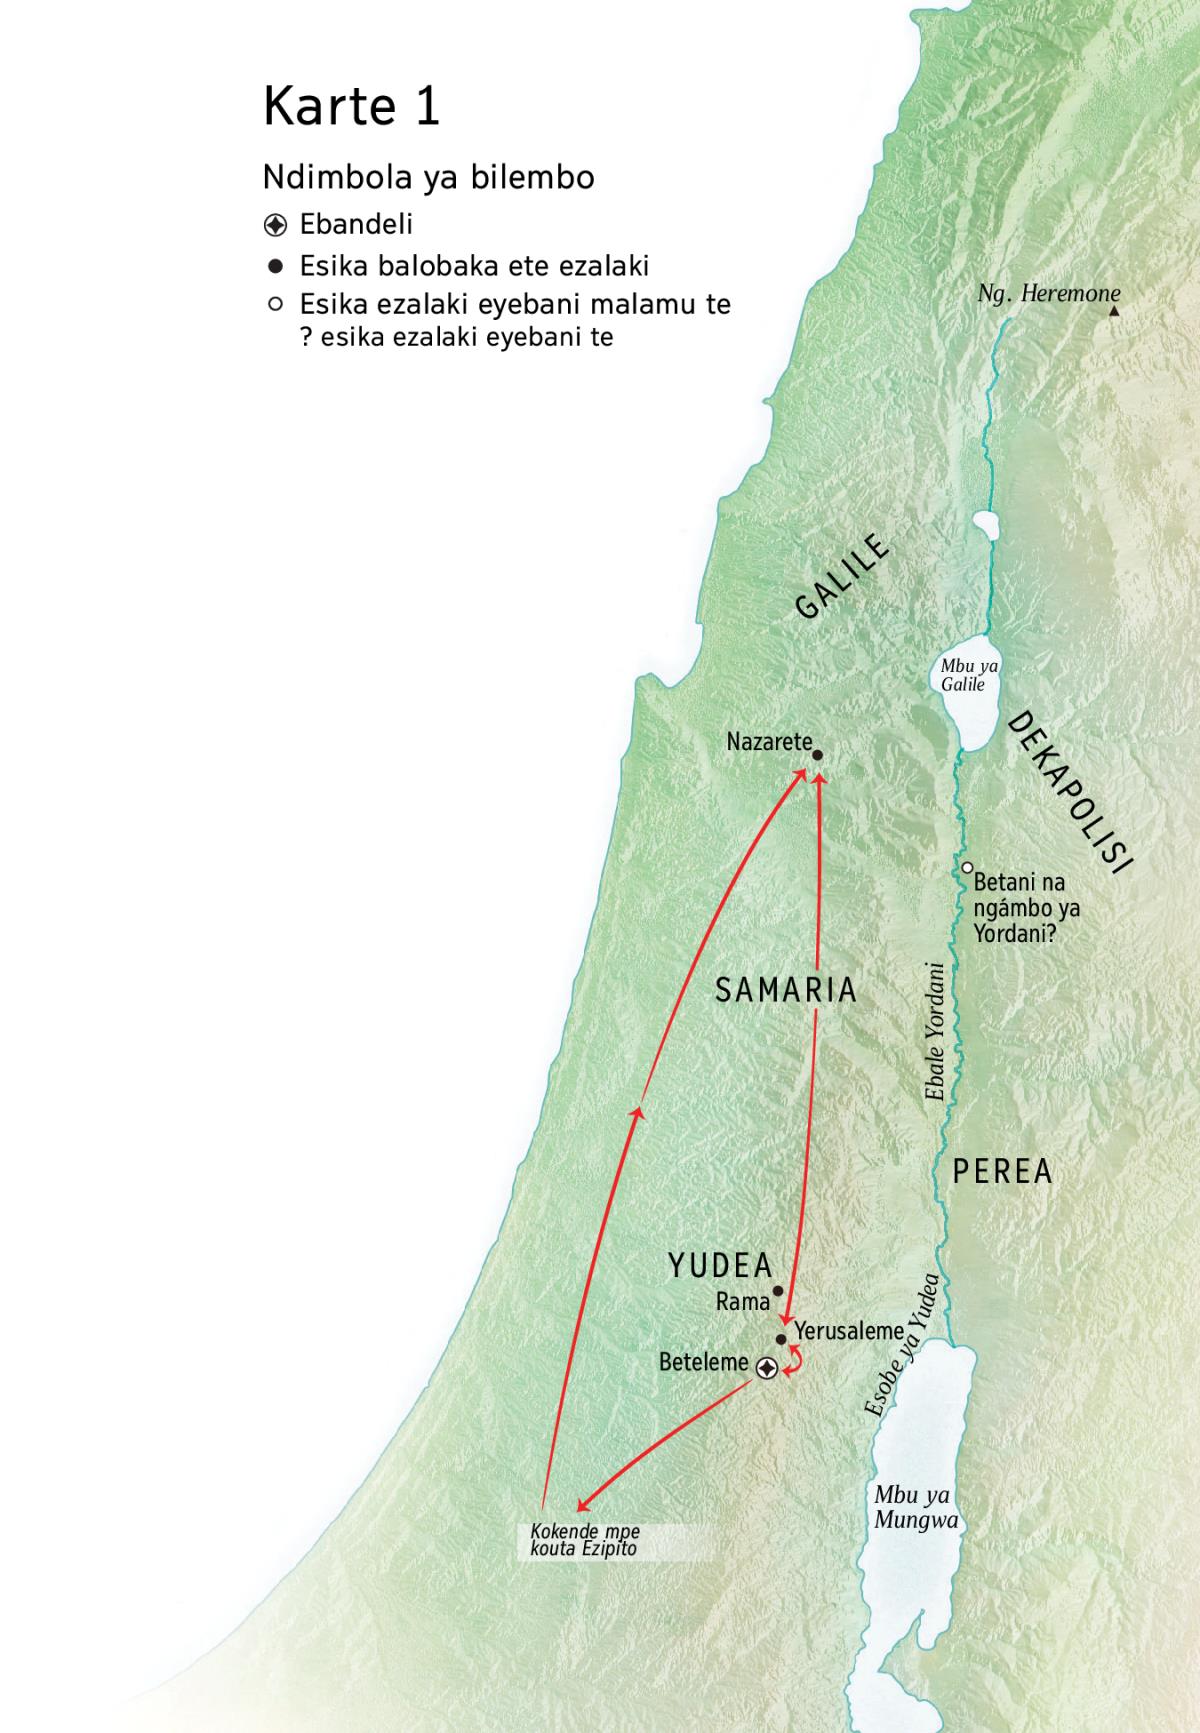 Karte 1
Ndimbola ya bilembo
Ebandeli
Esika balobaka ete ezalaki
Esika ezalaki eyebani malamu te
? esika ezalaki eyebani te
Ng. Heremone
GALILE
Mbu ya
Galile
DEKAPOLISI
Nazarete
Betani na
ngámbo ya
Yordani?
SAMARIA
Ebale Yordani
PEREA
YUDEA
Rama
Yerusaleme
Beteleme
Esobe ya Yudea
Mbu ya
Mungwa
Kokende mpe
kouta Ezipito